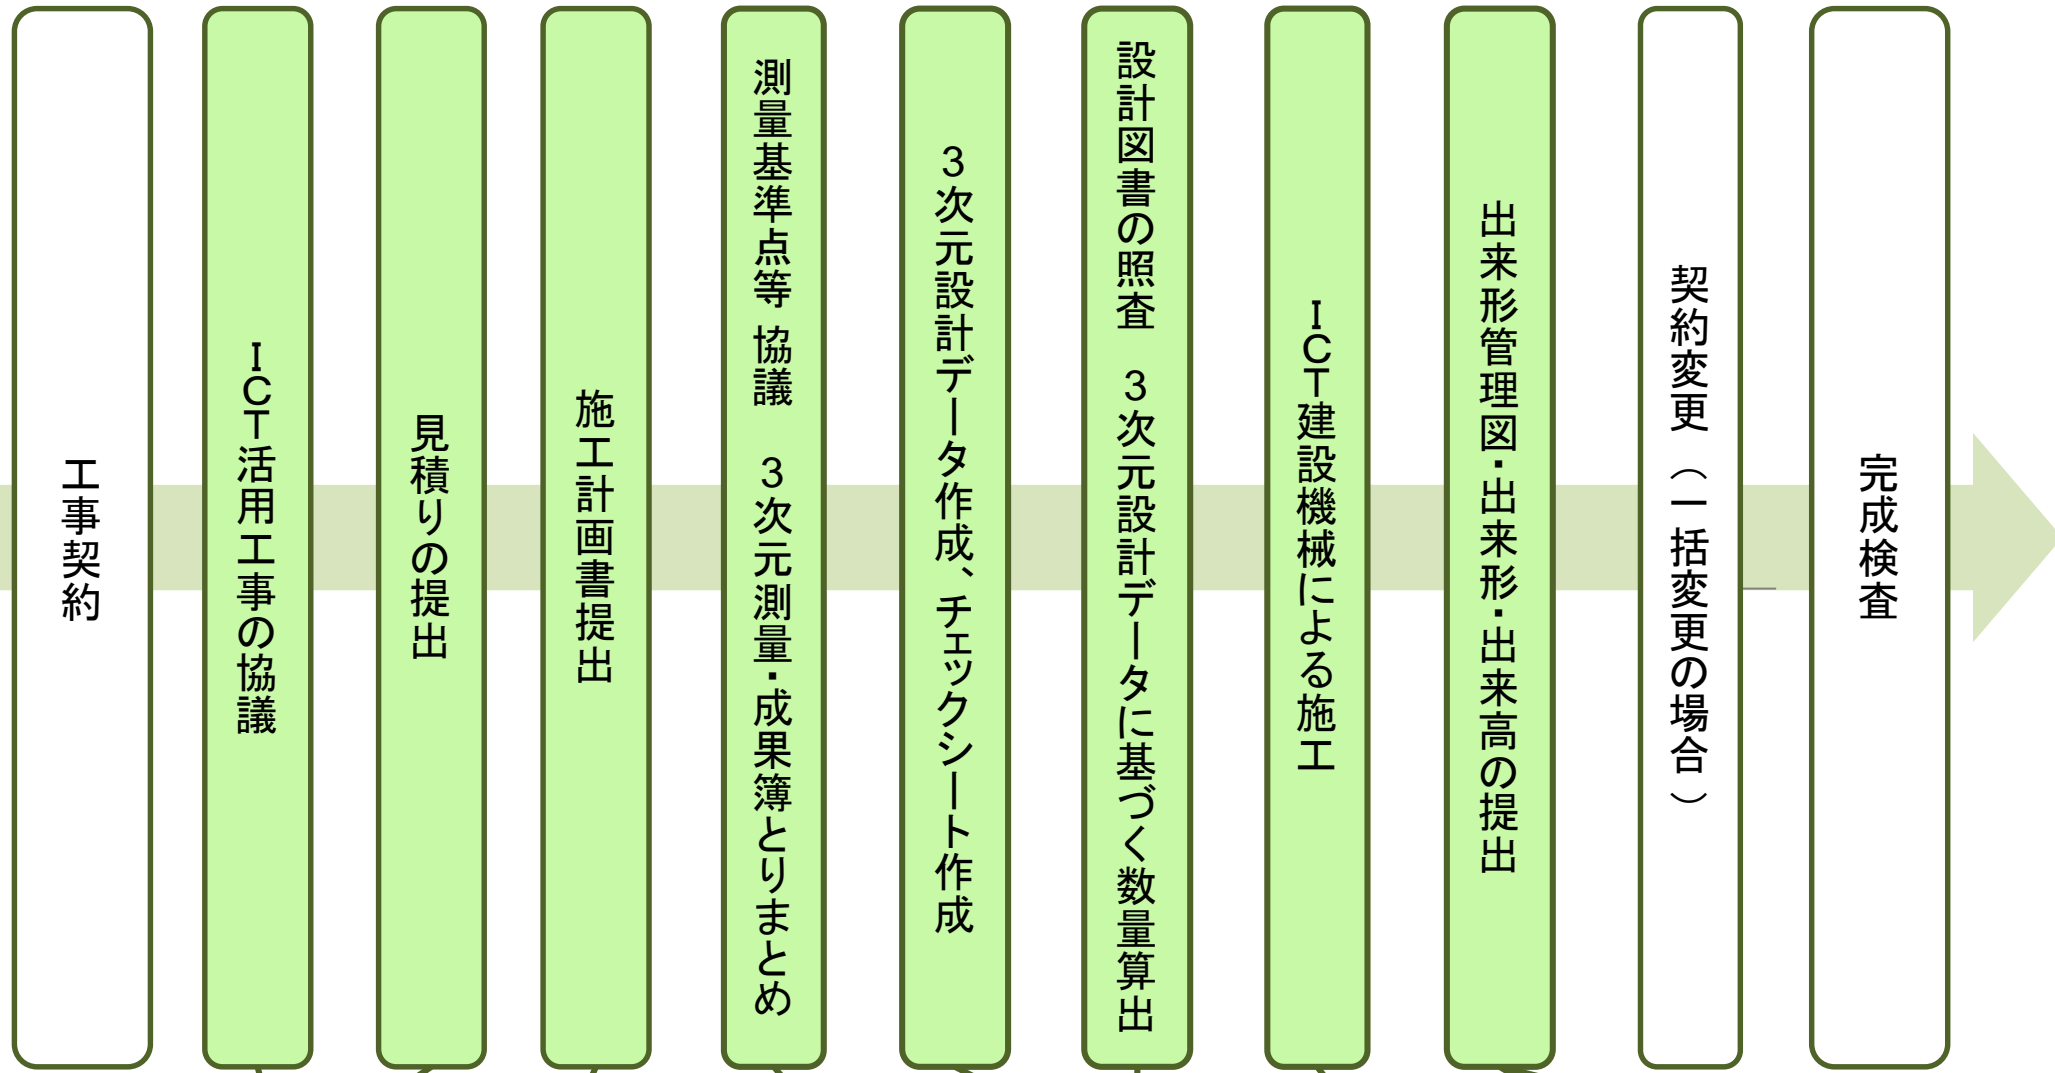 工事契約
ICT活用工事の協議
見積りの提出
施工計画書提出
測量基準点等 協議　3次元測量・成果簿とりまとめ
3次元設計データ作成、チェックシート作成
設計図書の照査　3次元設計データに基づく数量算出
ICT建設機械による施工
出来形管理図・出来形・出来高の提出
契約変更　（一括変更の場合）
完成検査